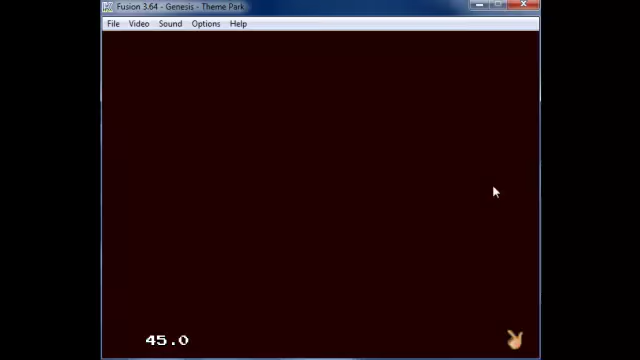 Fusion 3.64 - Genesis - Theme Park
File Video Sound Options Help
45.0